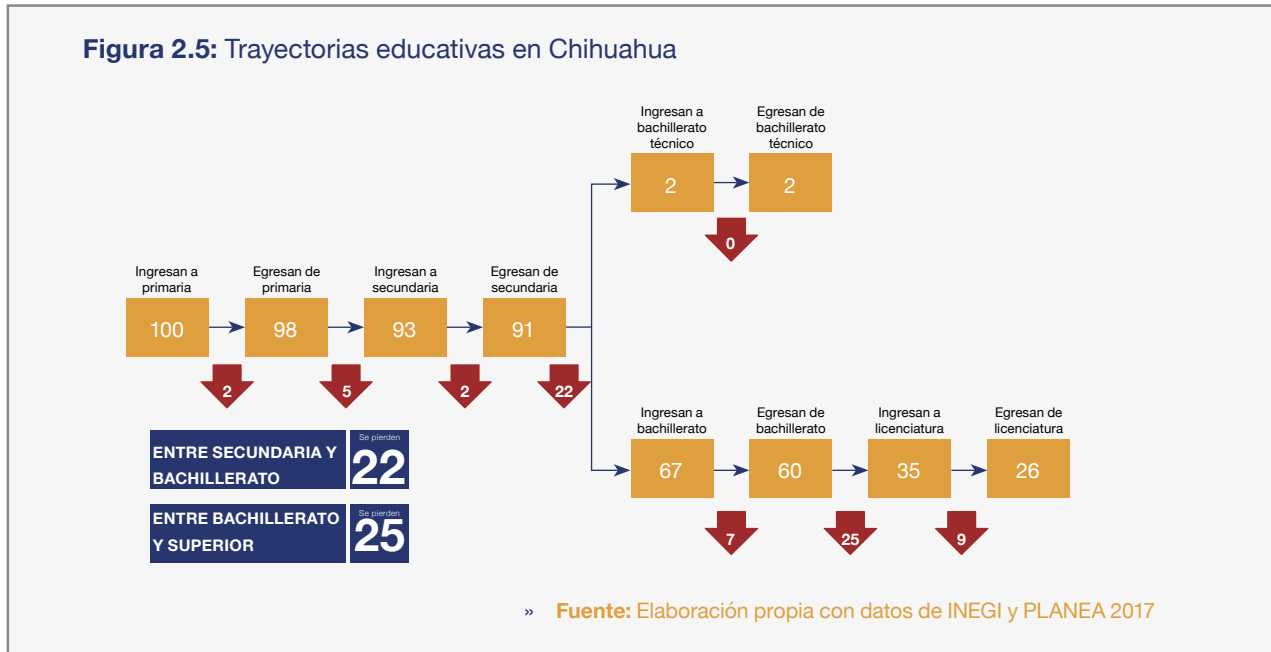 Figura 2.5: Trayectorias educativas en Chihuahua
Ingresan a
bachillerato
técnico
2
Egresan de
bachillerato
técnico
2
0
Ingresan a
primaria
100
Egresan de
primaria
98
Ingresan a
secundaria
93
Egresan de
secundaria
91
2
5
2
22
Ingresan a
bachillerato
67
Egresan de
bachillerato
60
Ingresan a
licenciatura
35
Egresan de
licenciatura
26
7
25
9
ENTRE SECUNDARIA Y
BACHILLERATO
Se pierden
22
ENTRE BACHILLERATO
Y SUPERIOR
Se pierden
25
» Fuente: Elaboración propia con datos de INEGI y PLANEA 2017